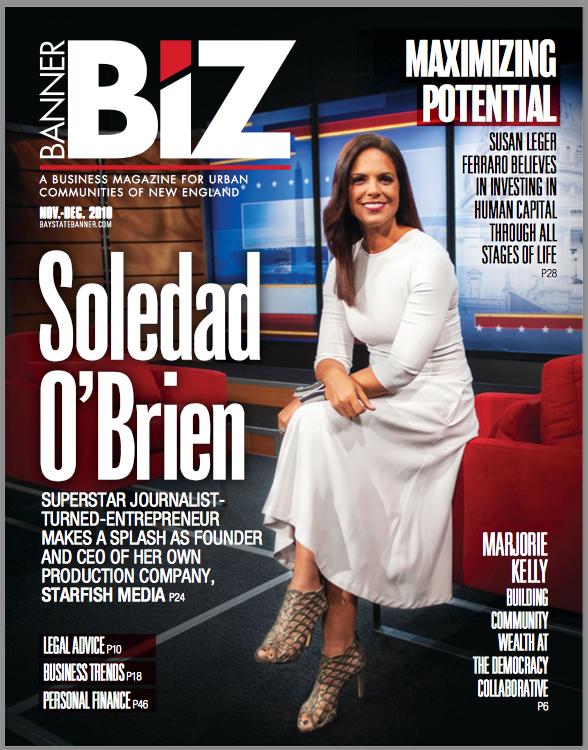 BANNER
BiZ
A BUSINESS MAGAZINE FOR URBAN
COMMUNITIES OF NEW ENGLAND
NOV.-DEC. 2018
BAYSTATEBANNER.COM
MAXIMIZING
POTENTIAL
SUSAN LEGER
FERRARO BELIEVES
IN INVESTING IN
HUMAN CAPITAL
THROUGH ALL
STAGES OF LIFE
P28
Soledad
O'Brien
SUPERSTAR JOURNALIST-
TURNED-ENTREPRENEUR
MAKES A SPLASH AS FOUNDER
AND CEO OF HER OWN
PRODUCTION COMPANY,
STARFISH MEDIA P24
MARJORIE
KELLY
BUILDING
COMMUNITY
WEALTH AT
THE DEMOCRACY
COLLABORATIVE
P6
LEGAL ADVICE P10
BUSINESS TRENDS P18
PERSONAL FINANCE P46